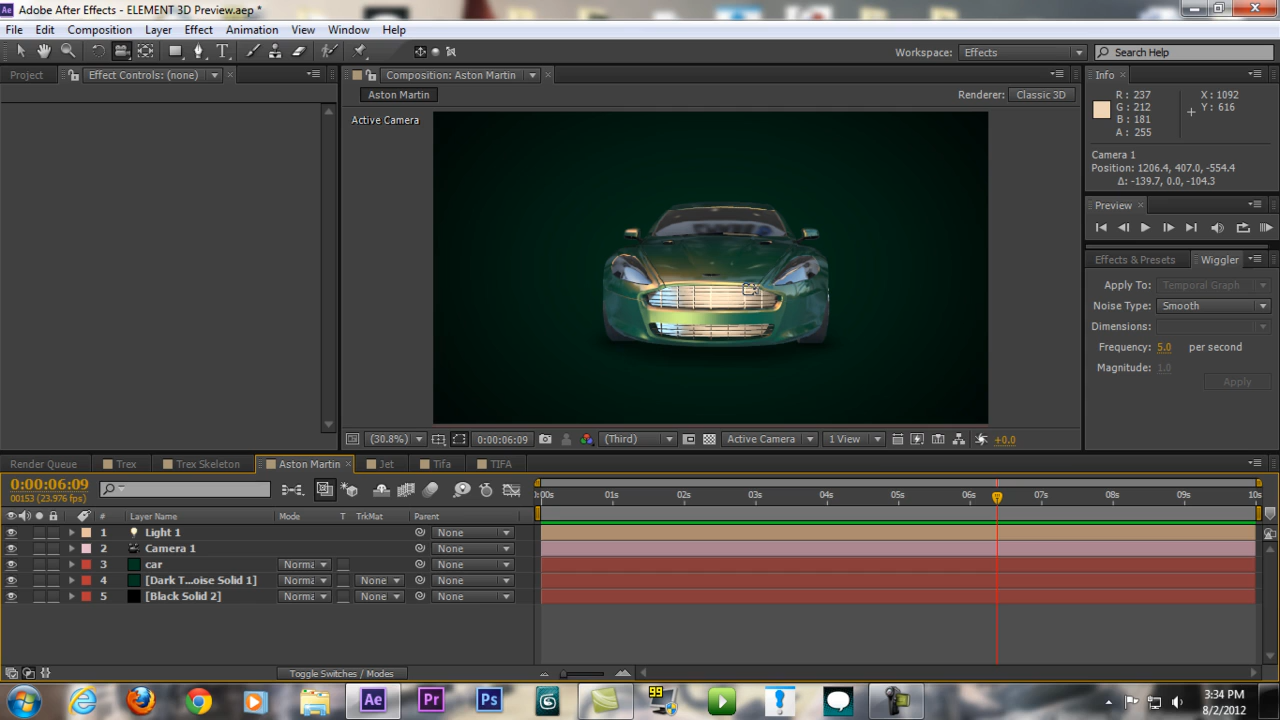 Ae Adobe After Effects - ELEMENT 3D Preview.aep *
File Edit Composition Layer Effect Animation View Window Help
Workspace: Effects Search Help
Project Effect Controls: (none) Composition: Aston Martin Info
Aston Martin Renderer: Classic 3D
Active Camera
R : 237 X : 1092
G : 212 Y : 616
B : 181
A : 255
Camera 1
Position: 1206.4, 407.0, -554.4
Δ: -139.7, 0.0, -104.3
Preview
Effects & Presets Wiggler
Apply To: Temporal Graph
Noise Type: Smooth
Dimensions:
Frequency: 5.0 per second
Magnitude: 1.0
Apply
(30.8%) 0:00:06:09 (Third) Active Camera 1 View +0.0
Render Queue Trex Trex Skeleton Aston Martin Jet Tifa TIFA
0:00:06:09
00153 (23.976 fps)
:00s 01s 02s 03s 04s 05s 06s 07s 08s 09s 10s
# Layer Name Mode T TrkMat Parent
1 Light 1 None
2 Camera 1 None
3 car Norma None
4 [Dark T...oise Solid 1] Norma None None
5 [Black Solid 2] Norma None None
Toggle Switches / Modes
Ae Pr Ps 99
3:34 PM
8/2/2012